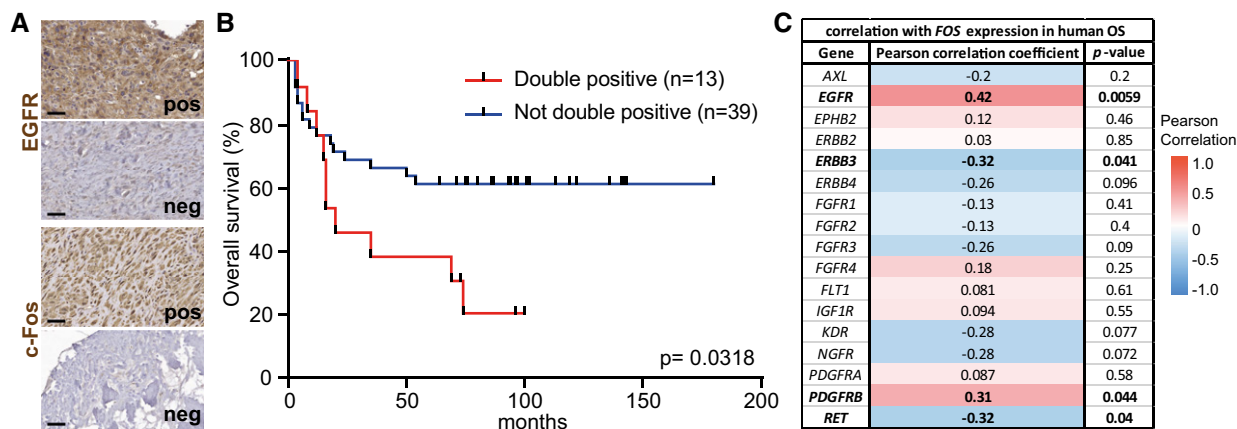 A
EGFR
pos
neg
c-Fos
pos
neg
B
Overall survival (%)
100
80
60
40
20
0
0
50
100
150
200
months
Double positive (n=13)
Not double positive (n=39)
p= 0.0318
C
correlation with FOS expression in human OS
Gene Pearson correlation coefficient p-value
AXL -0.2 0.2
EGFR 0.42 0.0059
EPHB2 0.12 0.46
ERBB2 0.03 0.85
ERBB3 -0.32 0.041
ERBB4 -0.26 0.096
FGFR1 -0.13 0.41
FGFR2 -0.13 0.4
FGFR3 -0.26 0.09
FGFR4 0.18 0.25
FLT1 0.081 0.61
IGF1R 0.094 0.55
KDR -0.28 0.077
NGFR -0.28 0.072
PDGFRA 0.087 0.58
PDGFRB 0.31 0.044
RET -0.32 0.04
Pearson
Correlation
1.0
0.5
0
-0.5
-1.0